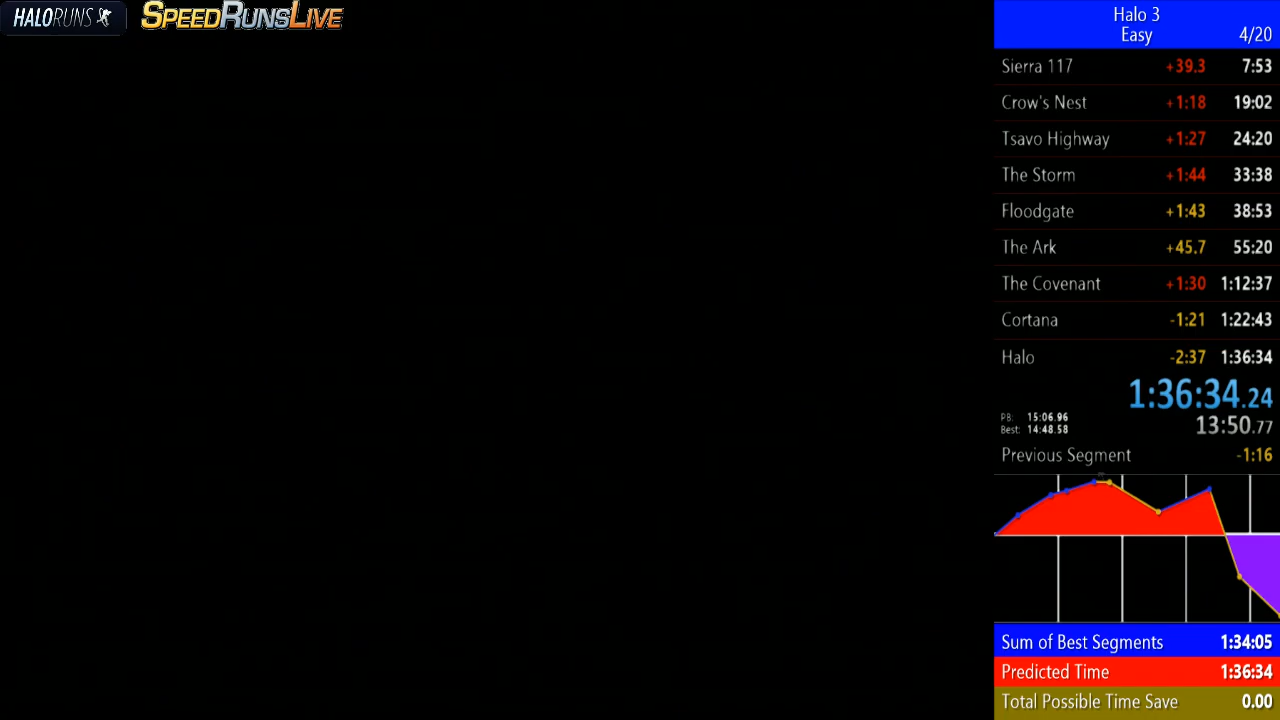 HALORUNS
SPEEDRUNSLIVE
Halo 3
Easy 4/20
Sierra 117 +39.3 7:53
Crow's Nest +1:18 19:02
Tsavo Highway +1:27 24:20
The Storm +1:44 33:38
Floodgate +1:43 38:53
The Ark +45.7 55:20
The Covenant +1:30 1:12:37
Cortana -1:21 1:22:43
Halo -2:37 1:36:34
1:36:34.24
PB: 15:06.96
Best: 14:48.58
13:50.77
Previous Segment -1:16
Sum of Best Segments 1:34:05
Predicted Time 1:36:34
Total Possible Time Save 0.00